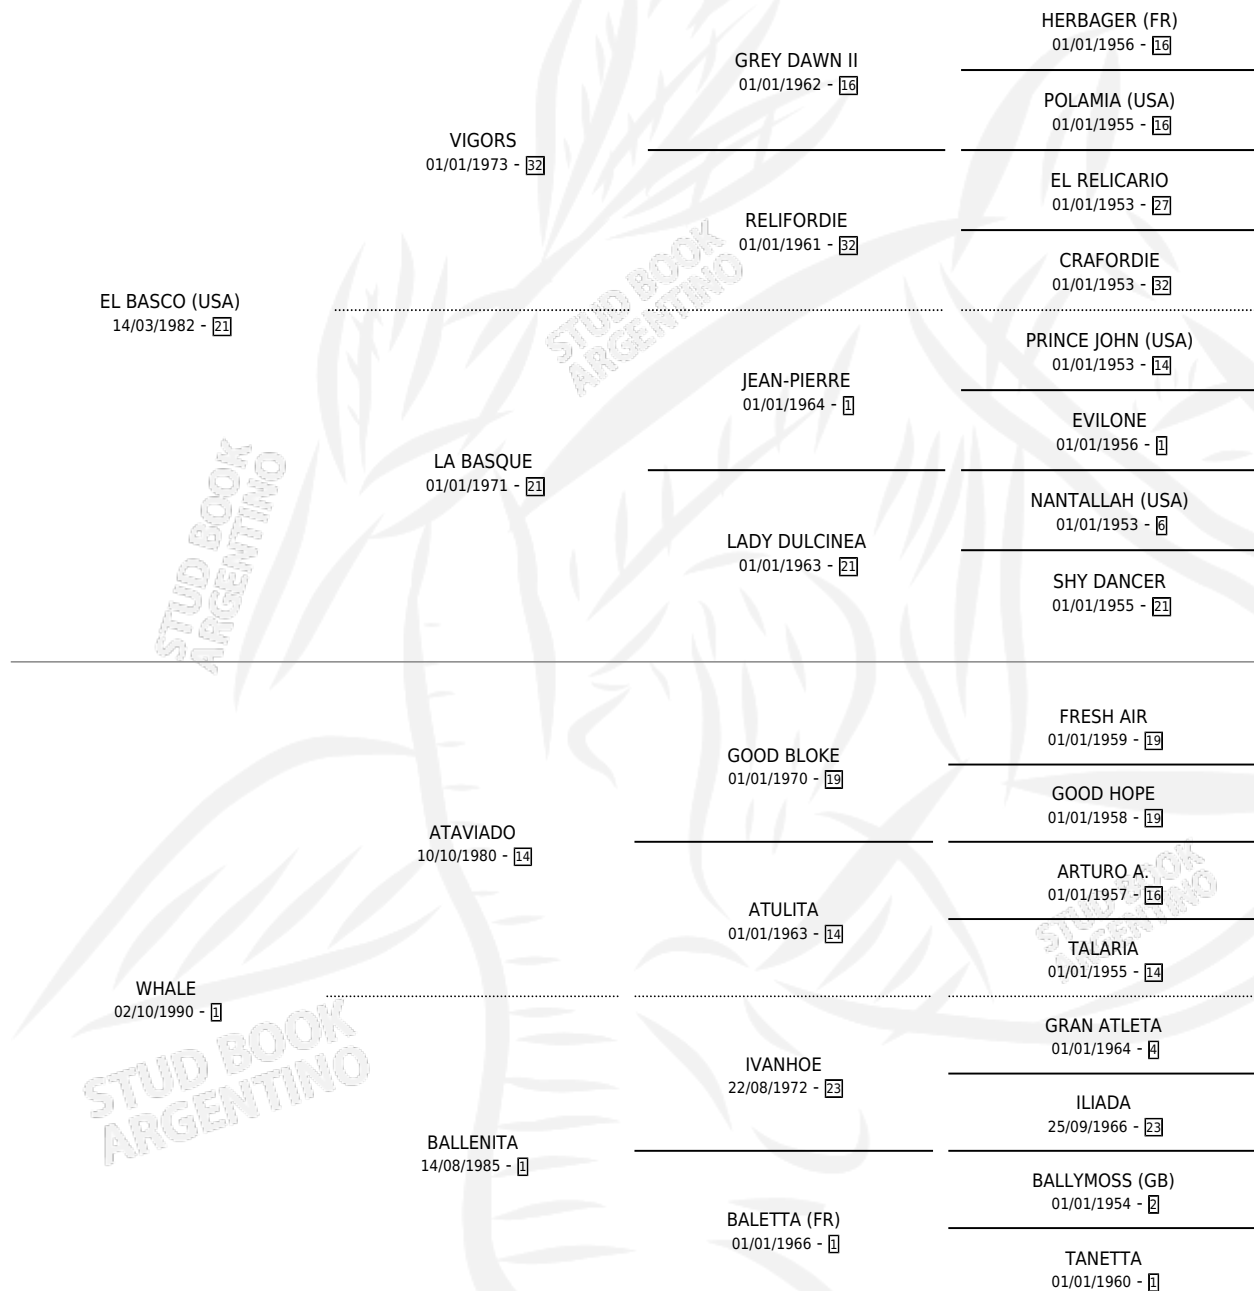 HERBAGER (FR)
01/01/1956 - 16
GREY DAWN II
01/01/1962 - 16
POLAMIA (USA)
01/01/1955 - 16
VIGORS
01/01/1973 - 32
EL RELICARIO
01/01/1953 - 27
RELIFORDIE
01/01/1961 - 32
CRAFORDIE
01/01/1953 - 32
EL BASCO (USA)
14/03/1982 - 21
PRINCE JOHN (USA)
01/01/1953 - 14
JEAN-PIERRE
01/01/1964 - 1
EVILONE
01/01/1956 - 1
LA BASQUE
01/01/1971 - 21
NANTALLAH (USA)
01/01/1953 - 6
LADY DULCINEA
01/01/1963 - 21
SHY DANCER
01/01/1955 - 21
FRESH AIR
01/01/1959 - 19
GOOD BLOKE
01/01/1970 - 19
GOOD HOPE
01/01/1958 - 19
ATAVIADO
10/10/1980 - 14
ARTURO A.
01/01/1957 - 16
ATULITA
01/01/1963 - 14
TALARIA
01/01/1955 - 14
WHALE
02/10/1990 - 1
GRAN ATLETA
01/01/1964 - 4
IVANHOE
22/08/1972 - 23
ILIADA
25/09/1966 - 23
BALLENITA
14/08/1985 - 1
BALLYMOSS (GB)
01/01/1954 - 2
BALETTA (FR)
01/01/1966 - 1
TANETTA
01/01/1960 - 1
STUD BOOK
ARGENTINO
STUD BOOK
ARGENTINO
STUD BOOK
ARGENTINO
STUD BOOK
ARGENTINO